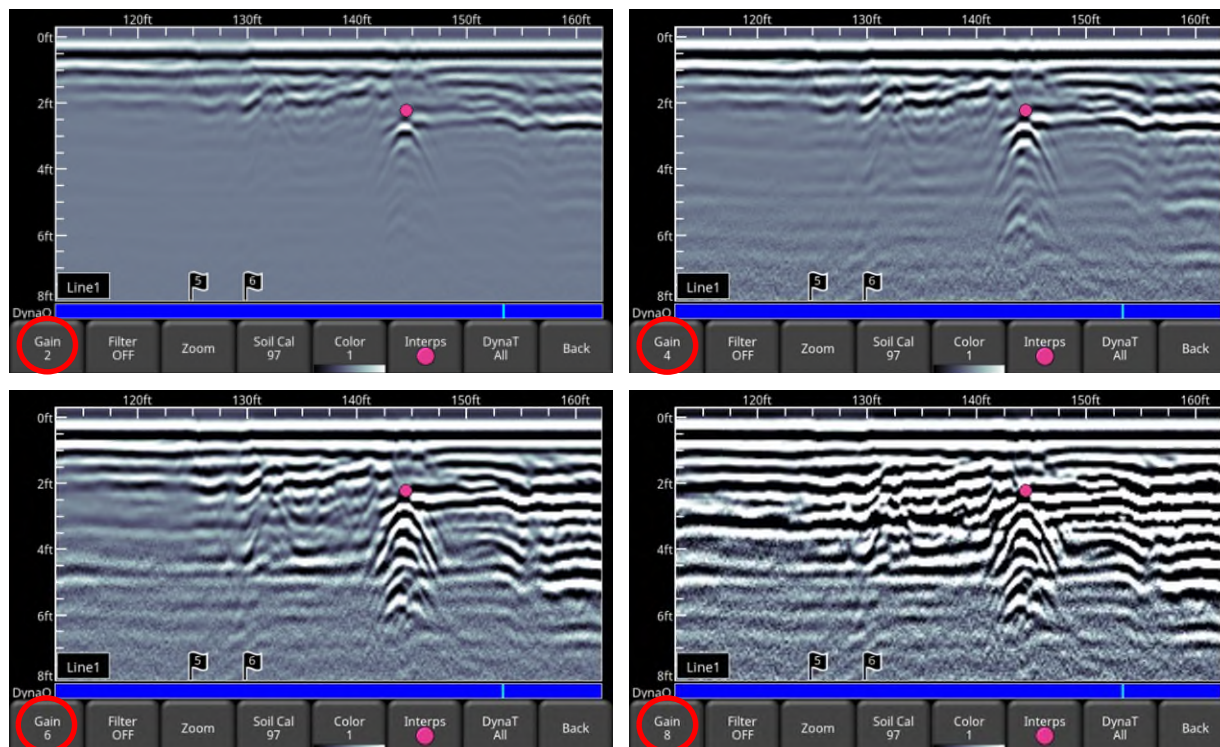 120ft 130ft 140ft 150ft 160ft
0ft
2ft
4ft
6ft
8ft
5 6
Line1
DynaQ
Gain 2
Filter OFF
Zoom
Soil Cal 97
Color 1
Interps
DynaT All
Back
120ft 130ft 140ft 150ft 160ft
0ft
2ft
4ft
6ft
8ft
5 6
Line1
DynaQ
Gain 4
Filter OFF
Zoom
Soil Cal 97
Color 1
Interps
DynaT All
Back
120ft 130ft 140ft 150ft 160ft
0ft
2ft
4ft
6ft
8ft
5 6
Line1
DynaQ
Gain 6
Filter OFF
Zoom
Soil Cal 97
Color 1
Interps
DynaT All
Back
120ft 130ft 140ft 150ft 160ft
0ft
2ft
4ft
6ft
8ft
5 6
Line1
DynaQ
Gain 8
Filter OFF
Zoom
Soil Cal 97
Color 1
Interps
DynaT All
Back